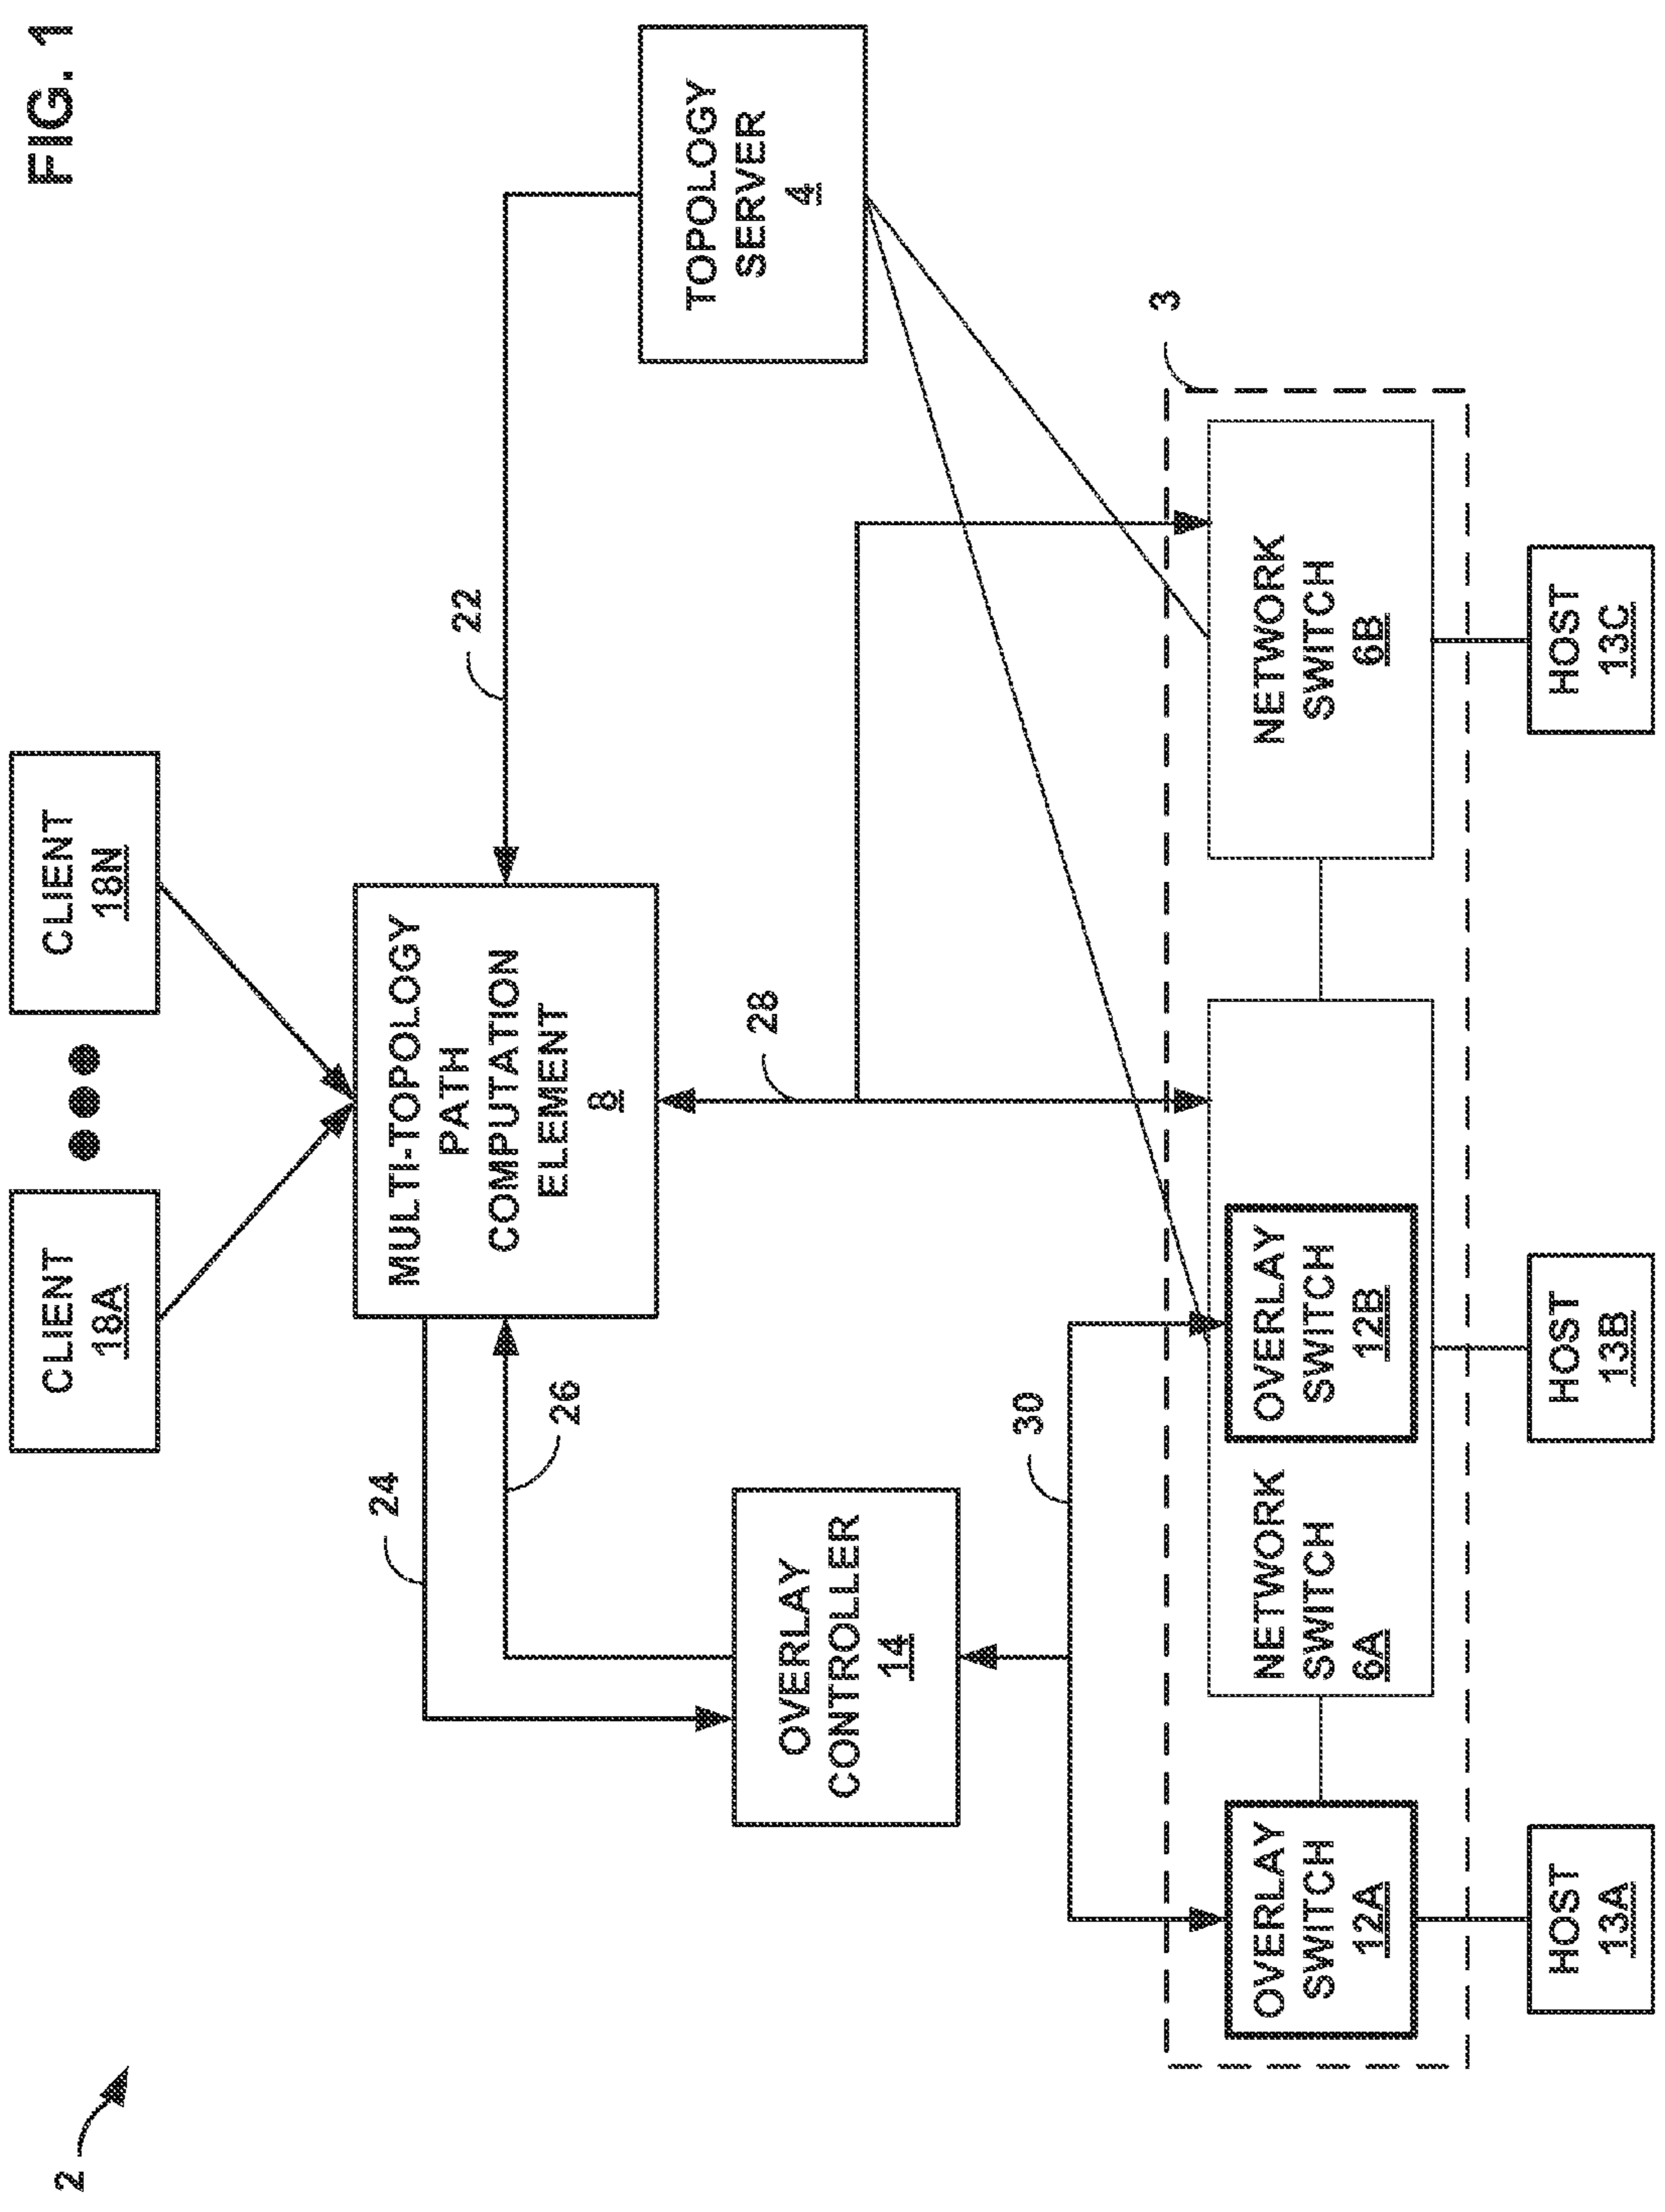 FIG. 1
2
CLIENT
18A
CLIENT
18N
MULTI-TOPOLOGY
PATH
COMPUTATION
ELEMENT
8
24
26
22
TOPOLOGY
SERVER
4
OVERLAY
CONTROLLER
14
28
30
3
OVERLAY
SWITCH
12A
NETWORK
SWITCH
6A
OVERLAY
SWITCH
12B
NETWORK
SWITCH
6B
HOST
13A
HOST
13B
HOST
13C